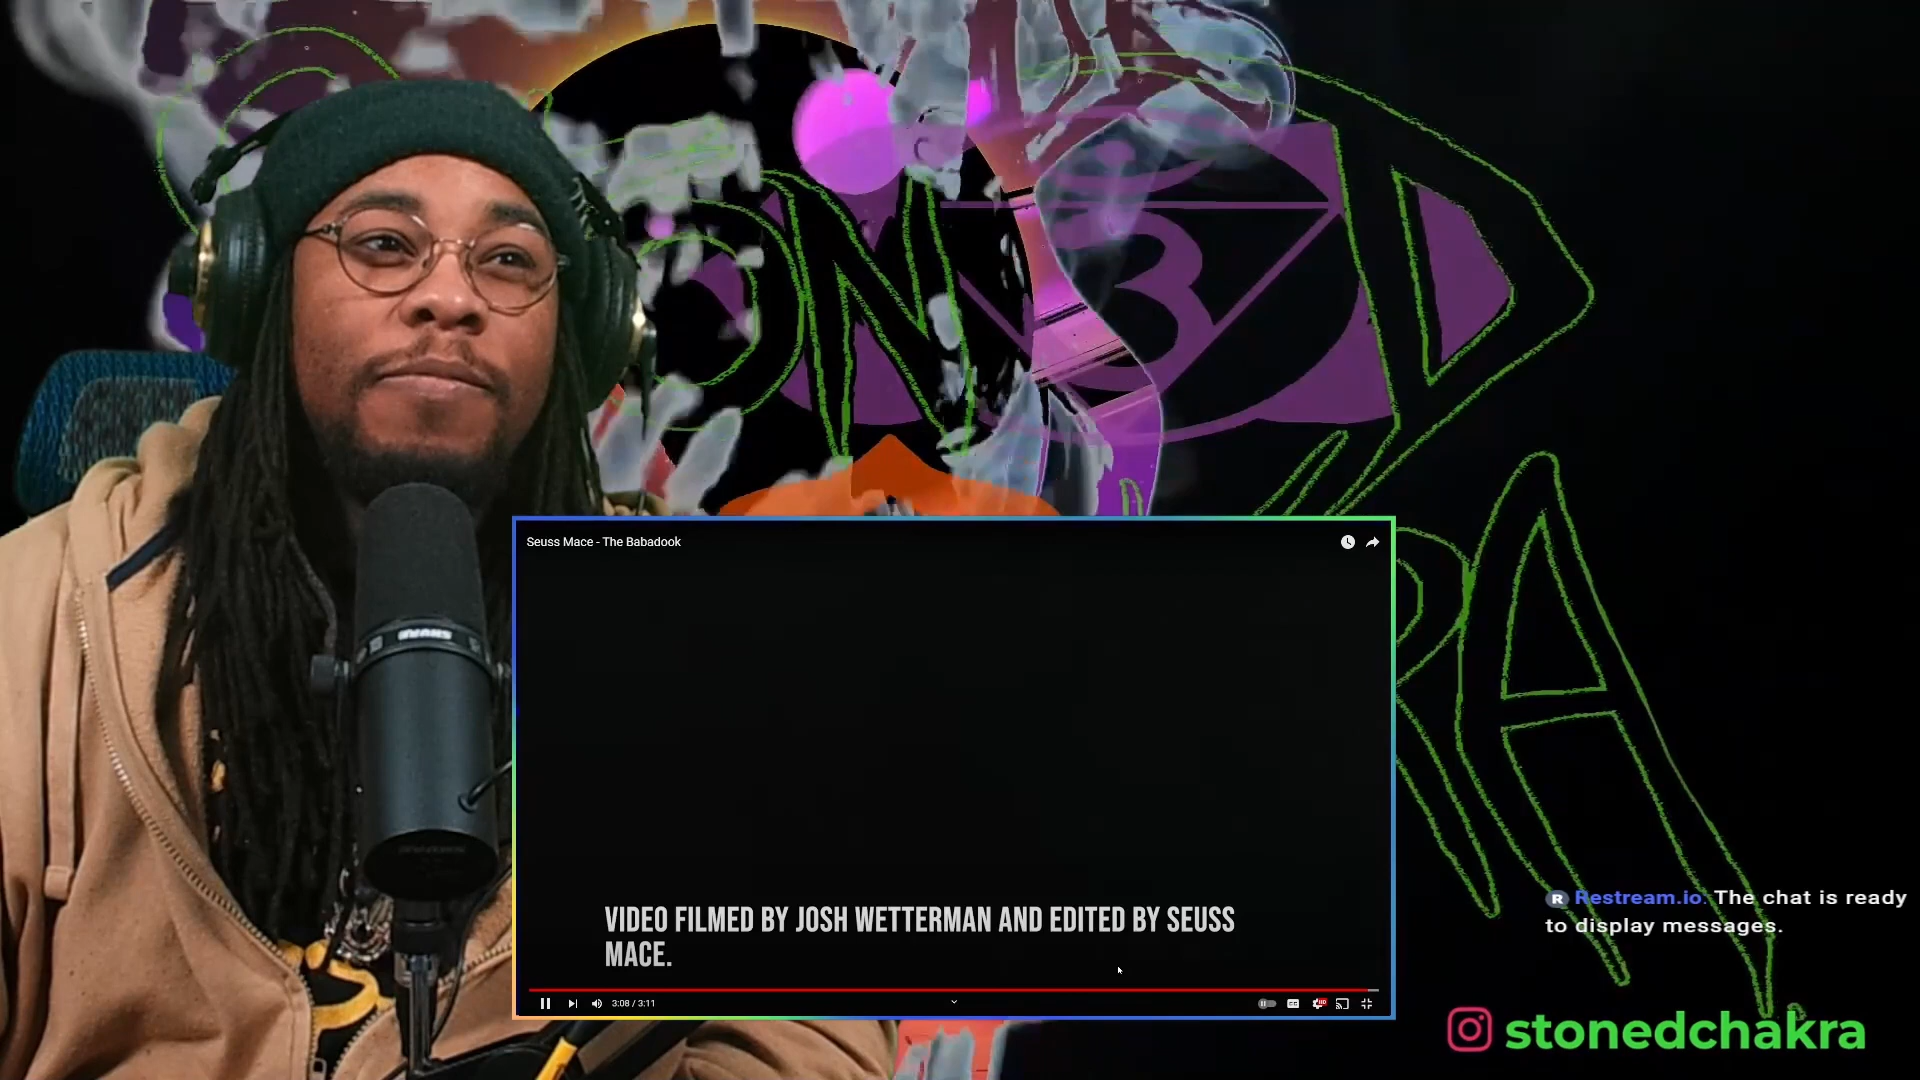 Seuss Mace - The Babadook
VIDEO FILMED BY JOSH WETTERMAN AND EDITED BY SEUSS
MACE.
3:08 / 3:11
HD
Restream.io: The chat is ready
to display messages.
stonedchakra